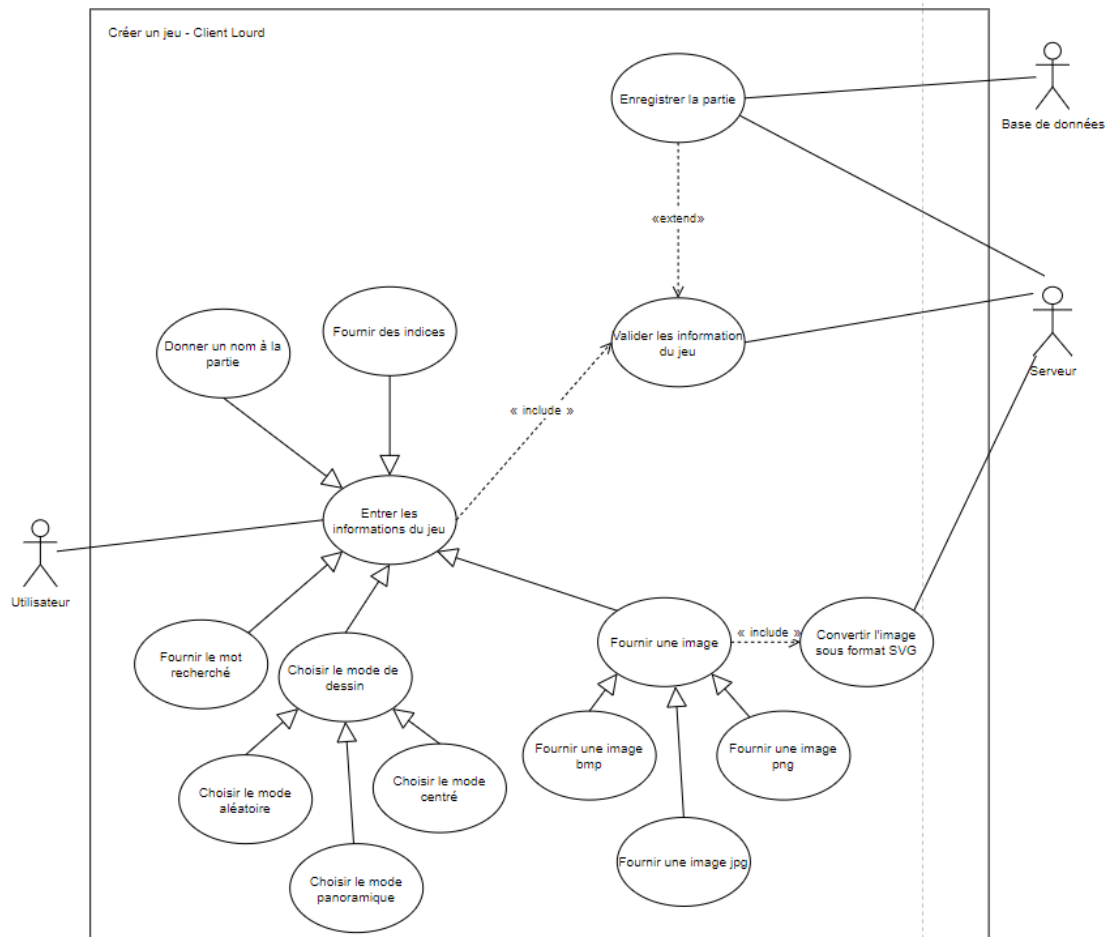 Créer un jeu - Client Lourd
Enregistrer la partie
Base de données
«extend»
Fournir des indices
Donner un nom à la
partie
Valider les information
du jeu
Serveur
« include »
Entrer les
informations du jeu
Utilisateur
Fournir le mot
recherché
Choisir le mode de
dessin
Fournir une image
« include »
Convertir l'image
sous format SVG
Choisir le mode
aléatoire
Choisir le mode
centré
Fournir une image
bmp
Fournir une image
png
Choisir le mode
panoramique
Fournir une image jpg